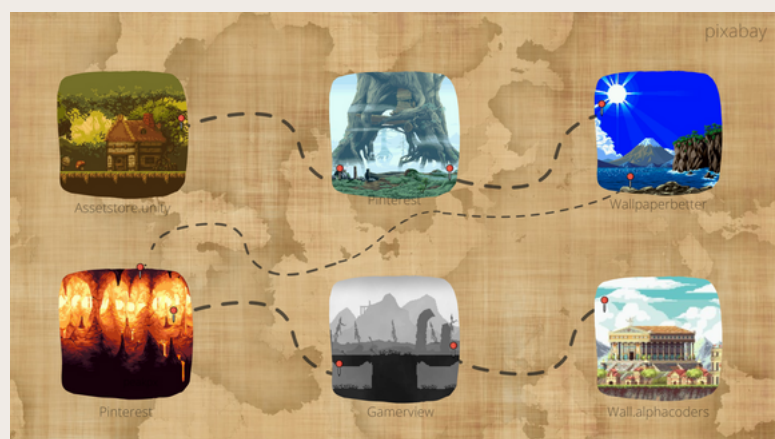 pixabay
Assetstore.unity
Pinterest
Wallpaperbetter
Pinterest
Gamerview
Wall.alphacoders